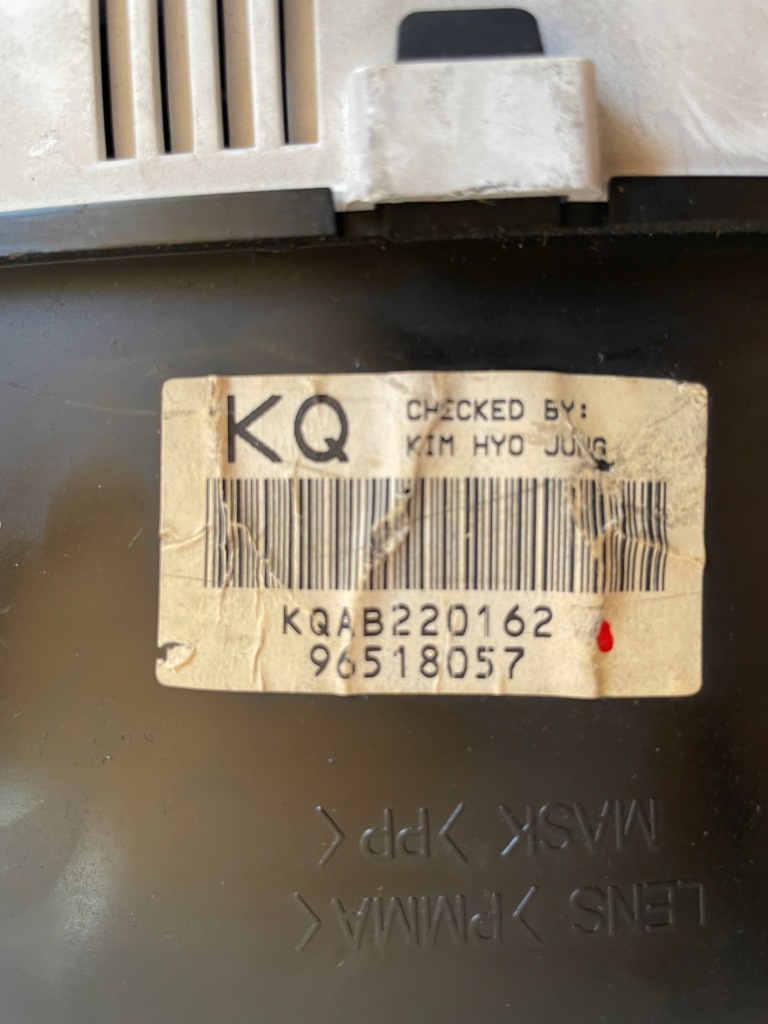 KQ
CHECKED BY:
KIM HYO JUNG
KQAB220162
96518057
MASK >PP<
LENS >PMMA<